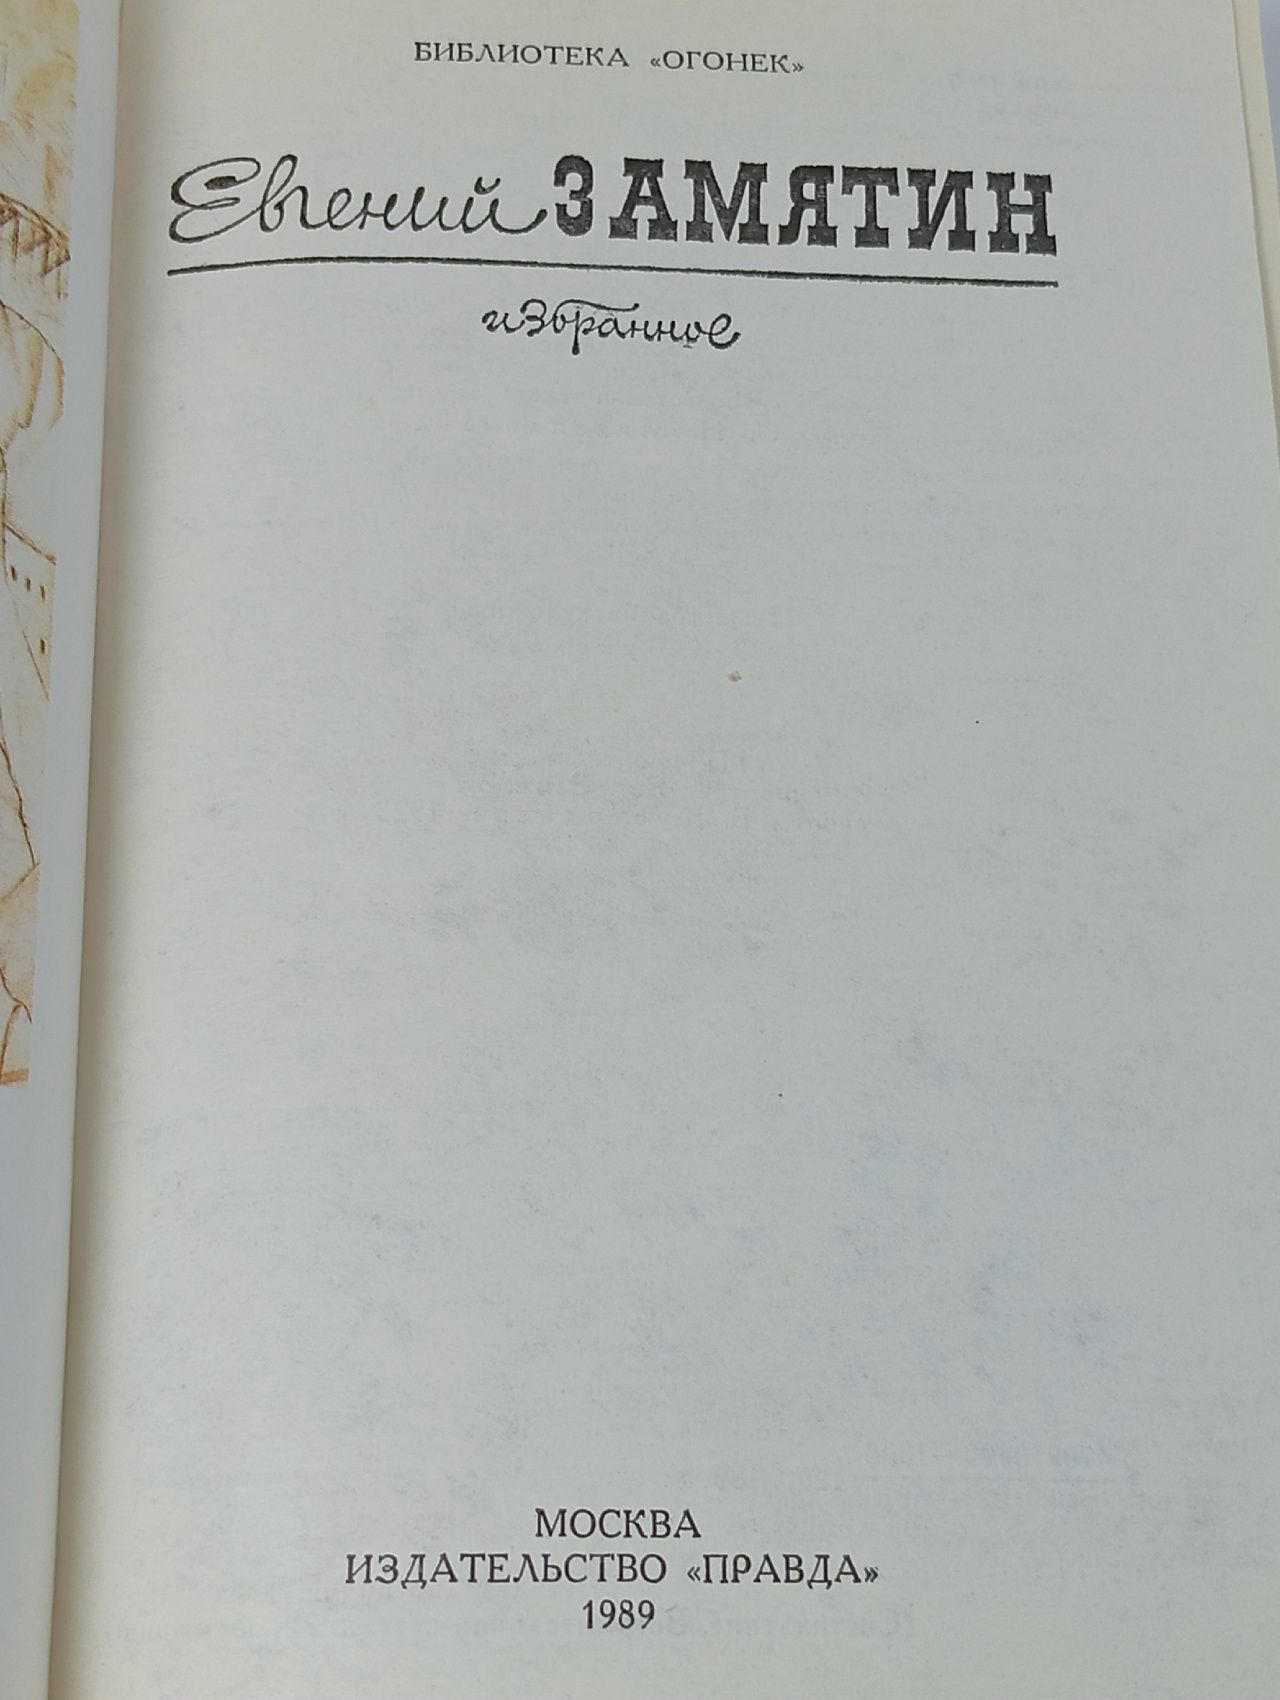 БИБЛИОТЕКА «ОГОНЕК»
Евгений ЗАМЯТИН
избранное
МОСКВА
ИЗДАТЕЛЬСТВО «ПРАВДА»
1989